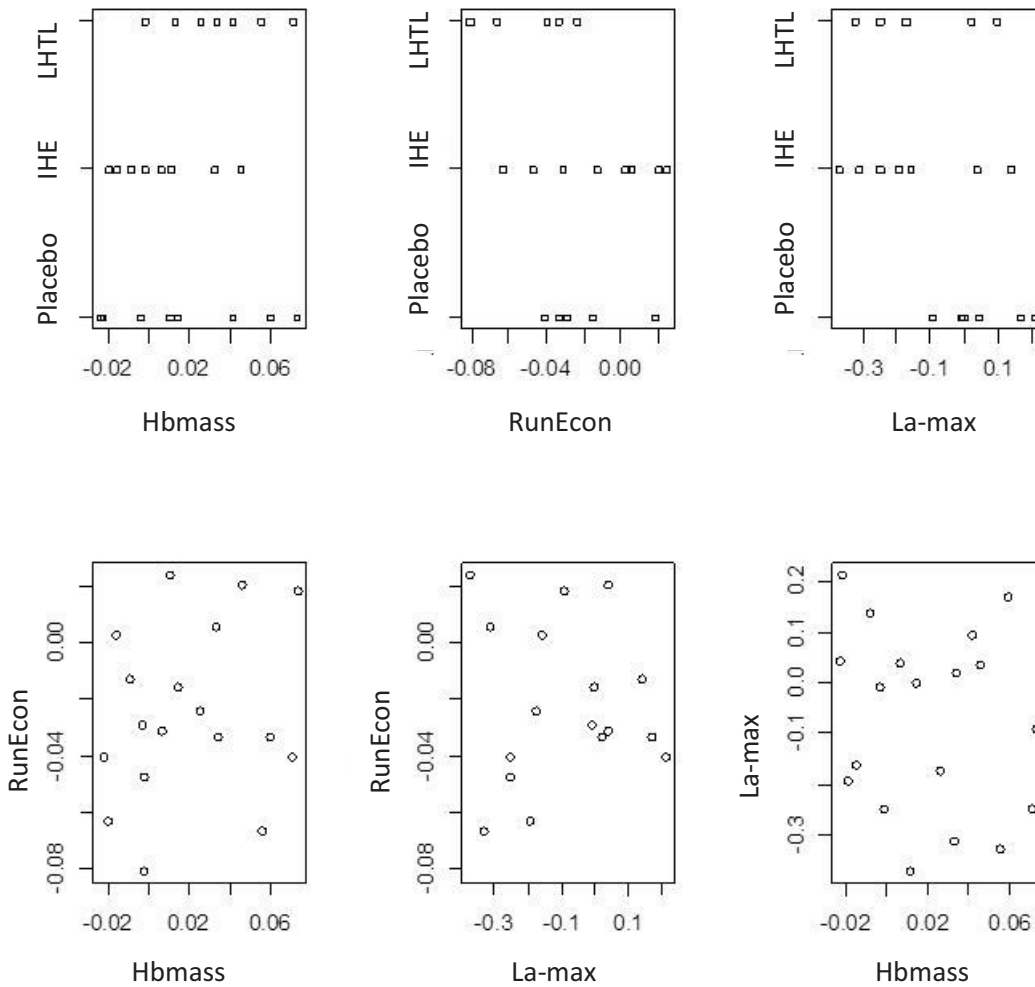 LHTL
IHE
Placebo
-0.02 0.02 0.06
Hbmass
LHTL
IHE
Placebo
-0.08 -0.04 0.00
RunEcon
LHTL
IHE
Placebo
-0.3 -0.1 0.1
La-max
RunEcon
-0.08 -0.04 0.00
-0.02 0.02 0.06
Hbmass
RunEcon
-0.08 -0.04 0.00
-0.3 -0.1 0.1
La-max
La-max
-0.3 -0.1 0.0 0.1 0.2
-0.02 0.02 0.06
Hbmass